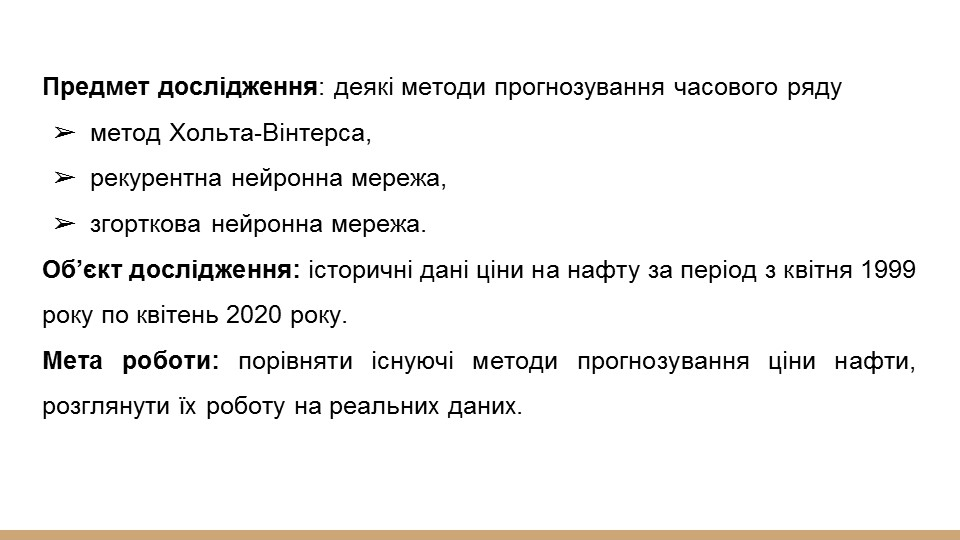 Предмет дослідження: деякі методи прогнозування часового ряду
➢ метод Хольта-Вінтерса,
➢ рекурентна нейронна мережа,
➢ згорткова нейронна мережа.
Об’єкт дослідження: історичні дані ціни на нафту за період з квітня 1999
року по квітень 2020 року.
Мета роботи: порівняти існуючі методи прогнозування ціни нафти,
розглянути їх роботу на реальних даних.